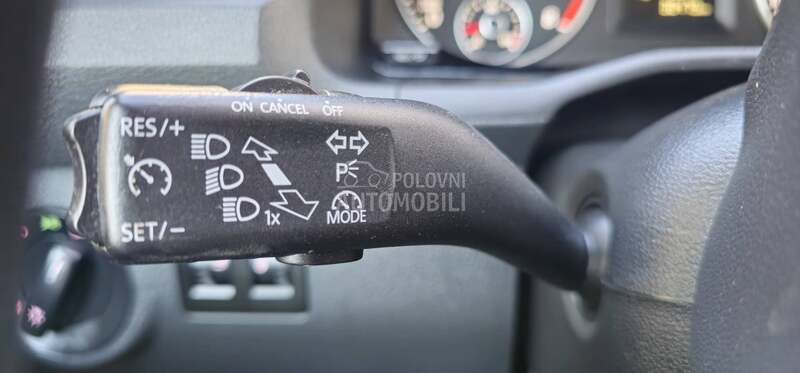 ON CANCEL OFF
RES/+
P
POLOVNI
AUTOMOBILI
SET/-
1x
MODE